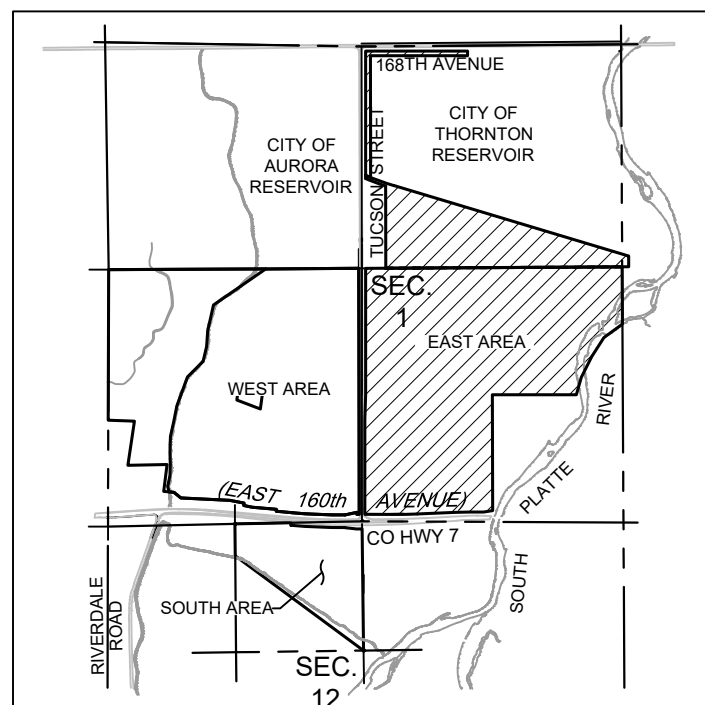 168TH AVENUE
CITY OF
AURORA
RESERVOIR
TUCSON STREET
CITY OF
THORNTON
RESERVOIR
SEC.
1
EAST AREA
WEST AREA
RIVER
PLATTE
SOUTH
(EAST 160th AVENUE)
CO HWY 7
SOUTH AREA
RIVERDALE
ROAD
SEC.
12